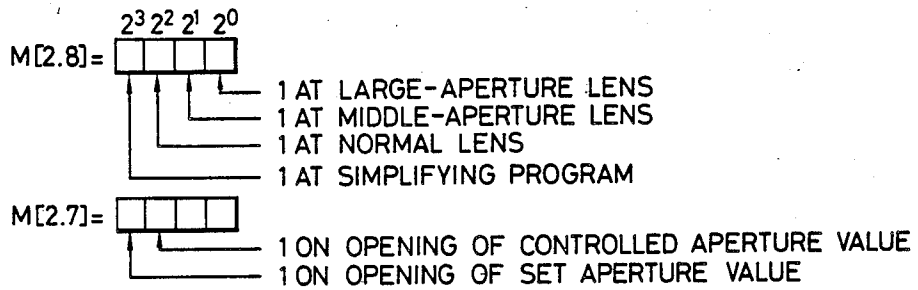 2³ 2² 2¹ 2⁰
M[2.8]=
1 AT LARGE-APERTURE LENS
1 AT MIDDLE-APERTURE LENS
1 AT NORMAL LENS
1 AT SIMPLIFYING PROGRAM
M[2.7]=
1 ON OPENING OF CONTROLLED APERTURE VALUE
1 ON OPENING OF SET APERTURE VALUE